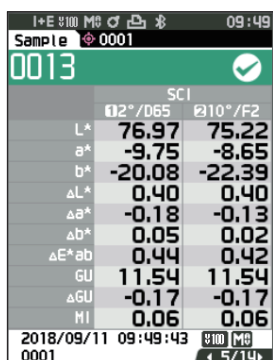 I+E 09:49
Sample 0001
0013
SCI
1 2°/D65 2 10°/F2
L* 76.97 75.22
a* -9.75 -8.65
b* -20.08 -22.39
ΔL* 0.40 0.40
Δa* -0.18 -0.13
Δb* 0.05 0.02
ΔE*ab 0.44 0.42
GU 11.54 11.54
ΔGU -0.17 -0.17
MI 0.06 0.06
2018/09/11 09:49:43
0001 5/14